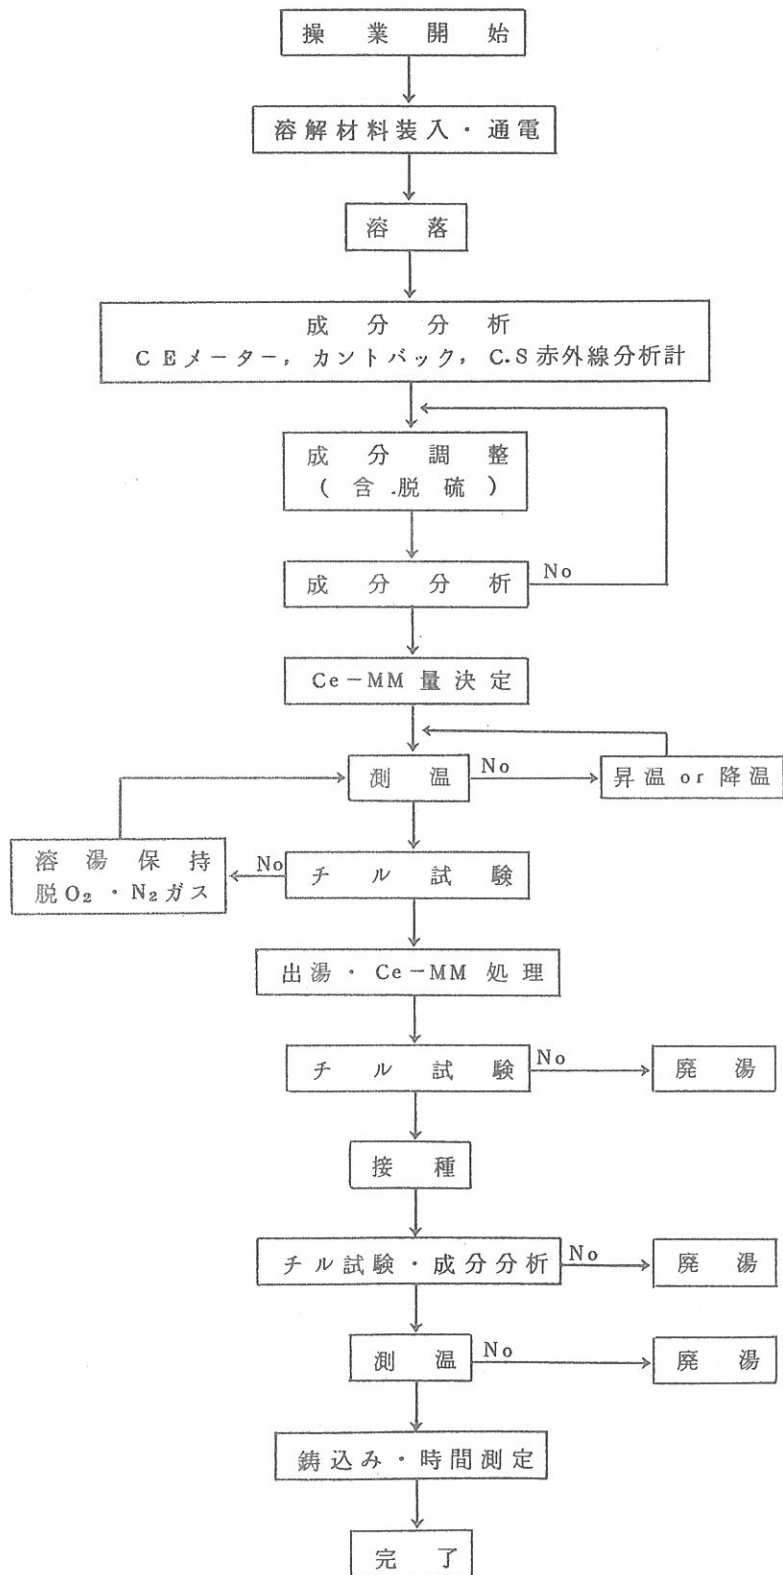 操業開始
溶解材料装入・通電
溶落
成分分析
CEメーター, カントバック, C.S赤外線分析計
成分調整
(含.脱硫)
成分分析
No
Ce-MM量決定
測温
No
昇温 or 降温
溶湯保持
脱O₂・N₂ガス
No
チル試験
出湯・Ce-MM処理
チル試験
No
廃湯
接種
チル試験・成分分析
No
廃湯
測温
No
廃湯
鋳込み・時間測定
完了